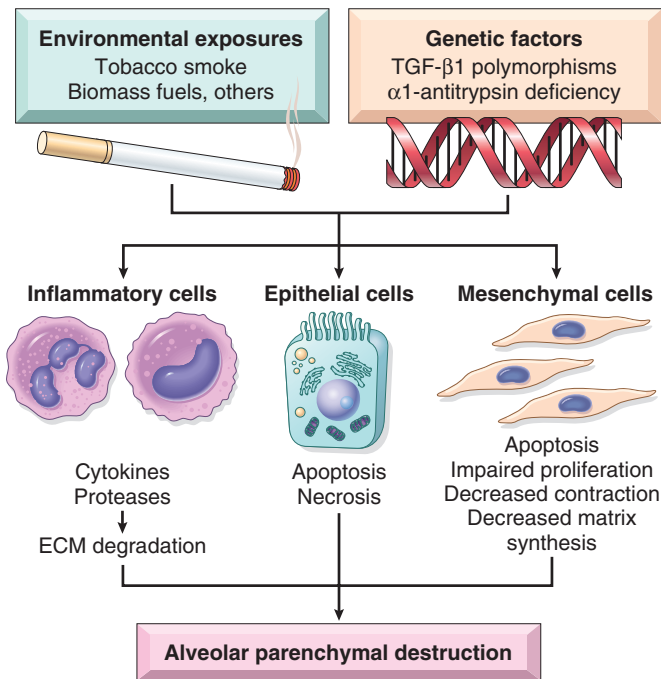 Environmental exposures
Tobacco smoke
Biomass fuels, others
Genetic factors
TGF-β1 polymorphisms
α1-antitrypsin deficiency
Inflammatory cells
Epithelial cells
Mesenchymal cells
Cytokines
Proteases
ECM degradation
Apoptosis
Necrosis
Apoptosis
Impaired proliferation
Decreased contraction
Decreased matrix
synthesis
Alveolar parenchymal destruction